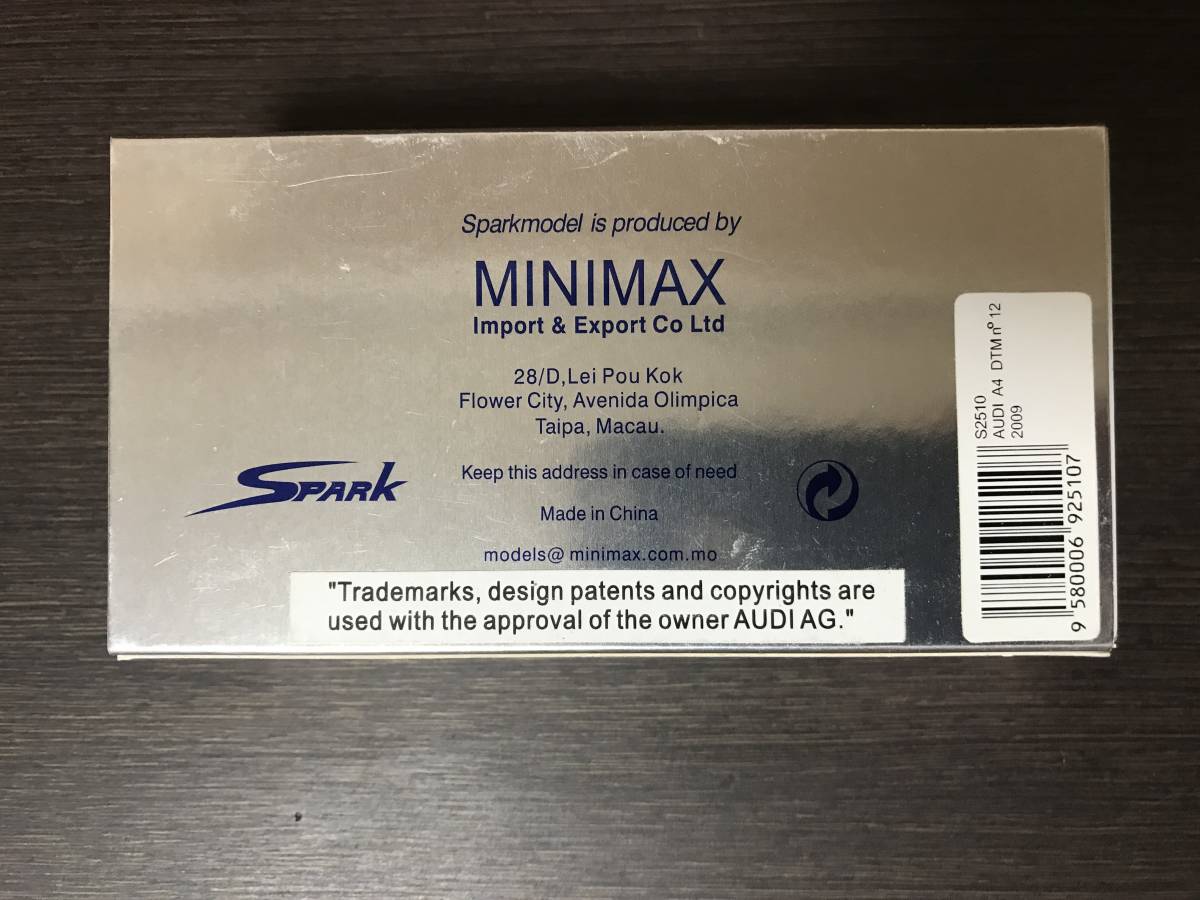 Sparkmodel is produced by
MINIMAX
Import & Export Co Ltd
28/D,Lei Pou Kok
Flower City, Avenida Olimpica
Taipa, Macau.
SPARK
Keep this address in case of need
Made in China
models@ minimax.com.mo
"Trademarks, design patents and copyrights are
used with the approval of the owner AUDI AG."
S2510
AUDI A4 DTM nº 12
2009
9 580006 925107